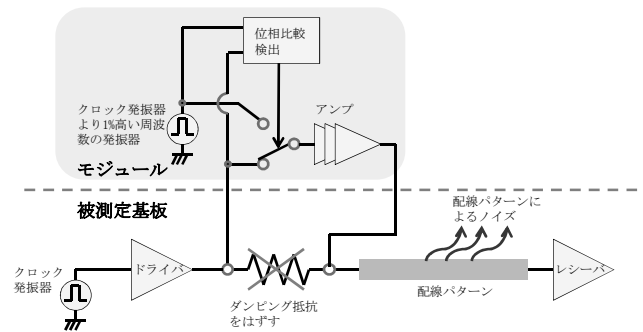 位相比較
検出
クロック発振器
より1%高い周波
数の発振器
アンプ
モジュール
被測定基板
配線パターンに
よるノイズ
クロック
発振器
ドライバ
ダンピング抵抗
をはずす
配線パターン
レシーバ